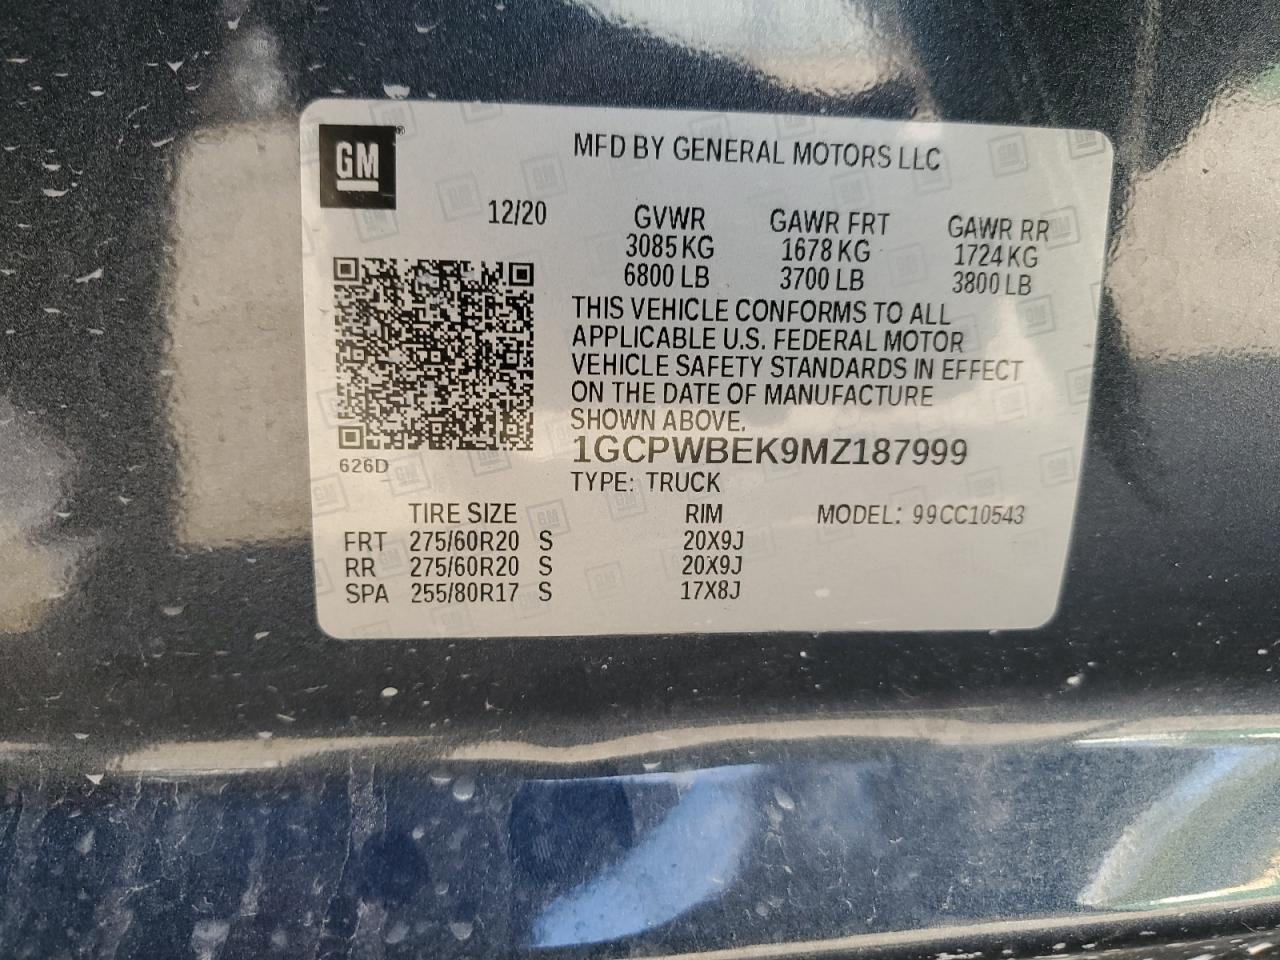 GM
MFD BY GENERAL MOTORS LLC
12/20 GVWR GAWR FRT GAWR RR
3085 KG 1678 KG 1724 KG
6800 LB 3700 LB 3800 LB
THIS VEHICLE CONFORMS TO ALL
APPLICABLE U.S. FEDERAL MOTOR
VEHICLE SAFETY STANDARDS IN EFFECT
ON THE DATE OF MANUFACTURE
SHOWN ABOVE.
1GCPWBEK9MZ187999
626D
TYPE: TRUCK
TIRE SIZE RIM MODEL: 99CC10543
FRT 275/60R20 S 20X9J
RR 275/60R20 S 20X9J
SPA 255/80R17 S 17X8J